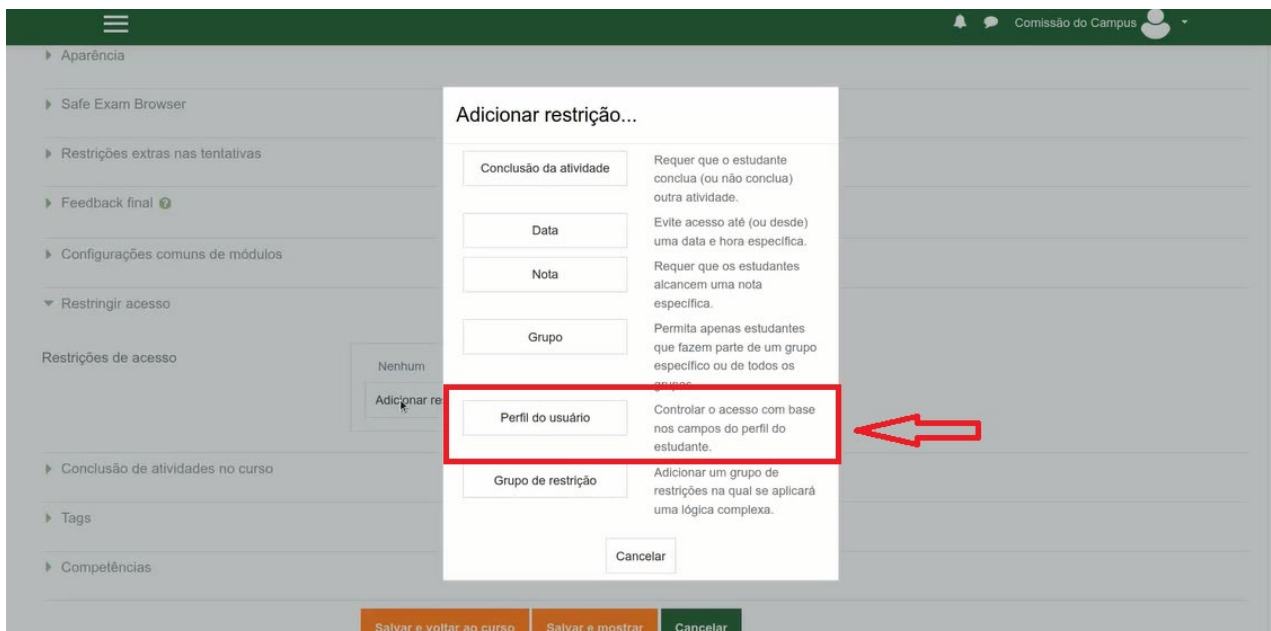 Comissão do Campus
Aparência
Safe Exam Browser
Restrições extras nas tentativas
Feedback final
Configurações comuns de módulos
Restringir acesso
Restrições de acesso
Nenhum
Adicionar re
Adicionar restrição...
Conclusão da atividade
Requer que o estudante
conclua (ou não conclua)
outra atividade.
Data
Evite acesso até (ou desde)
uma data e hora específica.
Nota
Requer que os estudantes
alcancem uma nota
específica.
Grupo
Permita apenas estudantes
que fazem parte de um grupo
específico ou de todos os
grupos.
Perfil do usuário
Controlar o acesso com base
nos campos do perfil do
estudante.
Grupo de restrição
Adicionar um grupo de
restrições na qual se aplicará
uma lógica complexa.
Cancelar
Conclusão de atividades no curso
Tags
Competências
Salvar e voltar ao curso
Salvar e mostrar
Cancelar